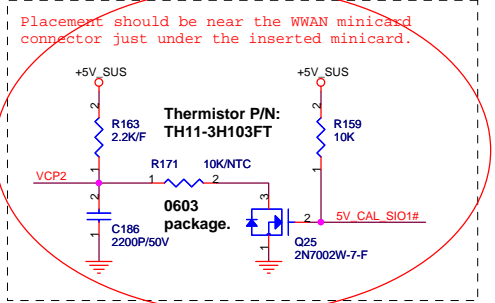 Placement should be near the WWAN minicard
connector just under the inserted minicard.
+5V_SUS
+5V_SUS
2
R163
2.2K/F
1
Thermistor P/N:
TH11-3H103FT
2
R159
10K
1
VCP2
R171
10K/NTC
1
2
2
C186
2200P/50V
1
0603
package.
3
2
5V_CAL_SIO1#
1
Q25
2N7002W-7-F